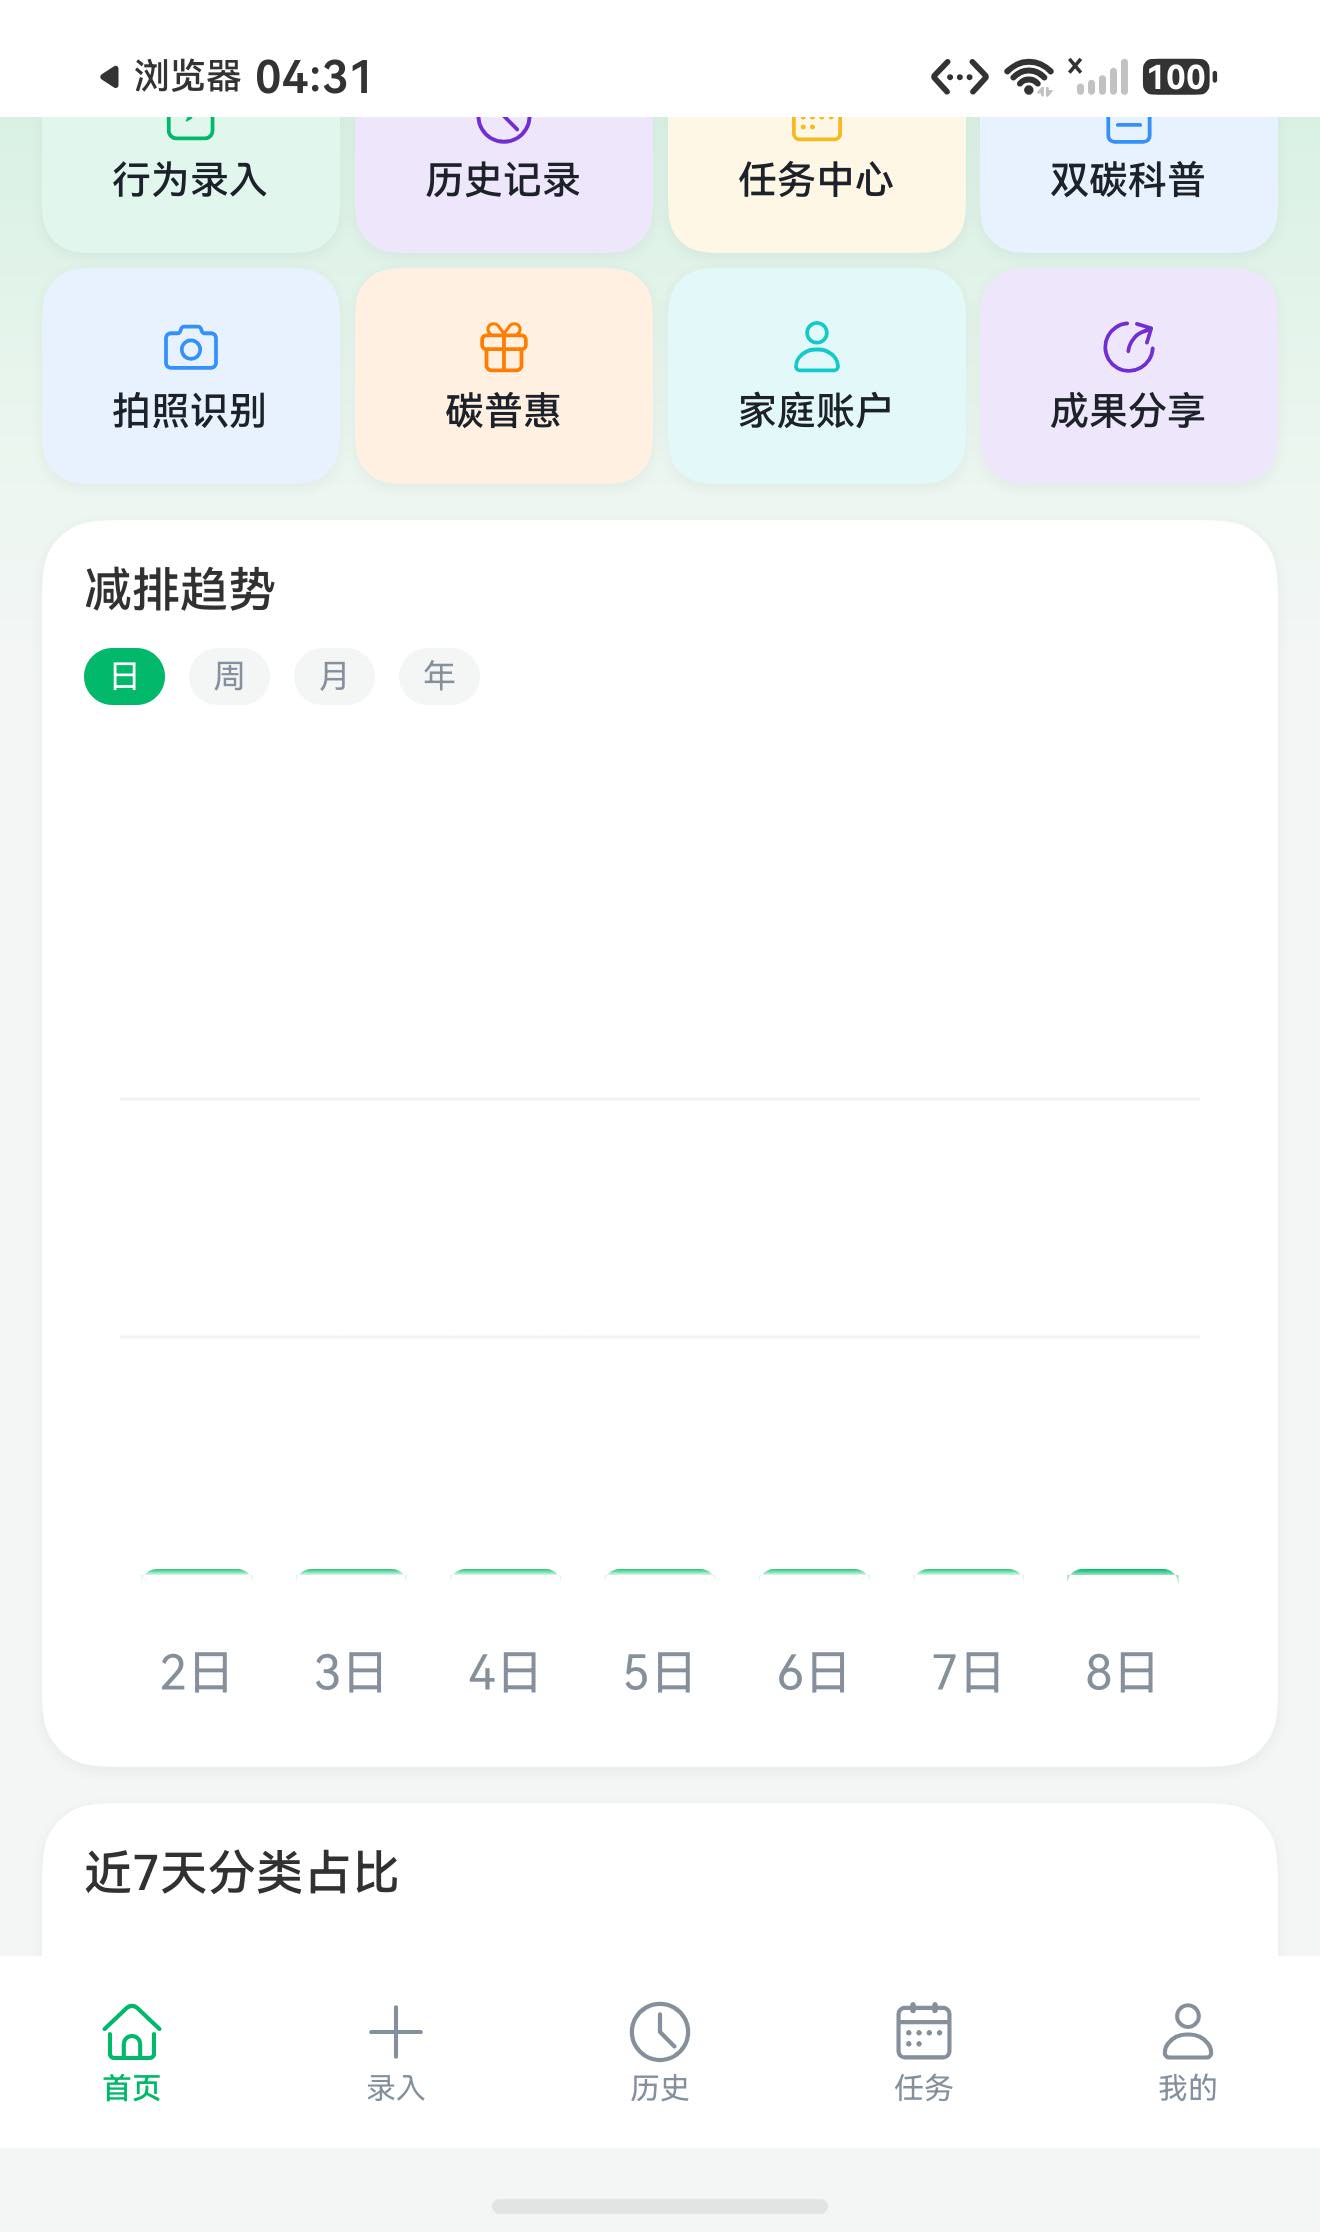 浏览器 04:31 100
行为录入 历史记录 任务中心 双碳科普
拍照识别 碳普惠 家庭账户 成果分享
减排趋势
日 周 月 年
2日 3日 4日 5日 6日 7日 8日
近7天分类占比
首页 录入 历史 任务 我的